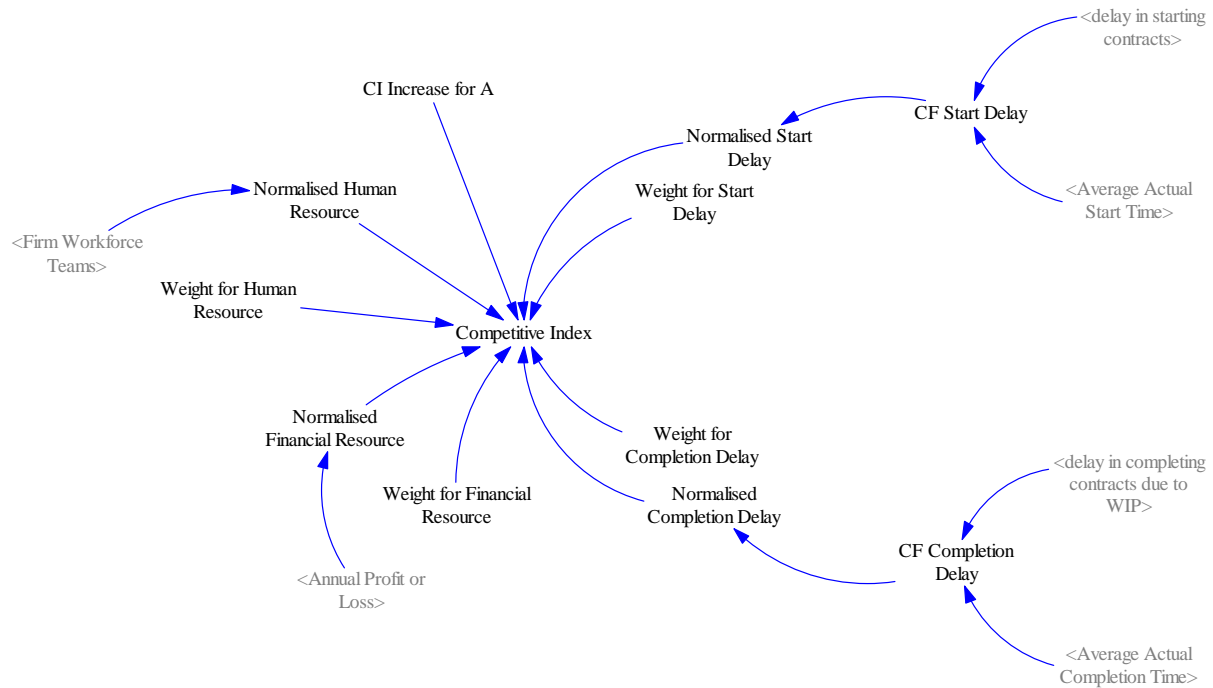 <delay in starting
contracts>
CI Increase for A
CF Start Delay
Normalised Start
Delay
Normalised Human
Resource
Weight for Start
Delay
<Average Actual
Start Time>
<Firm Workforce
Teams>
Weight for Human
Resource
Competitive Index
Normalised
Financial Resource
Weight for
Completion Delay
<delay in completing
contracts due to
WIP>
Weight for Financial
Resource
Normalised
Completion Delay
CF Completion
Delay
<Annual Profit or
Loss>
<Average Actual
Completion Time>